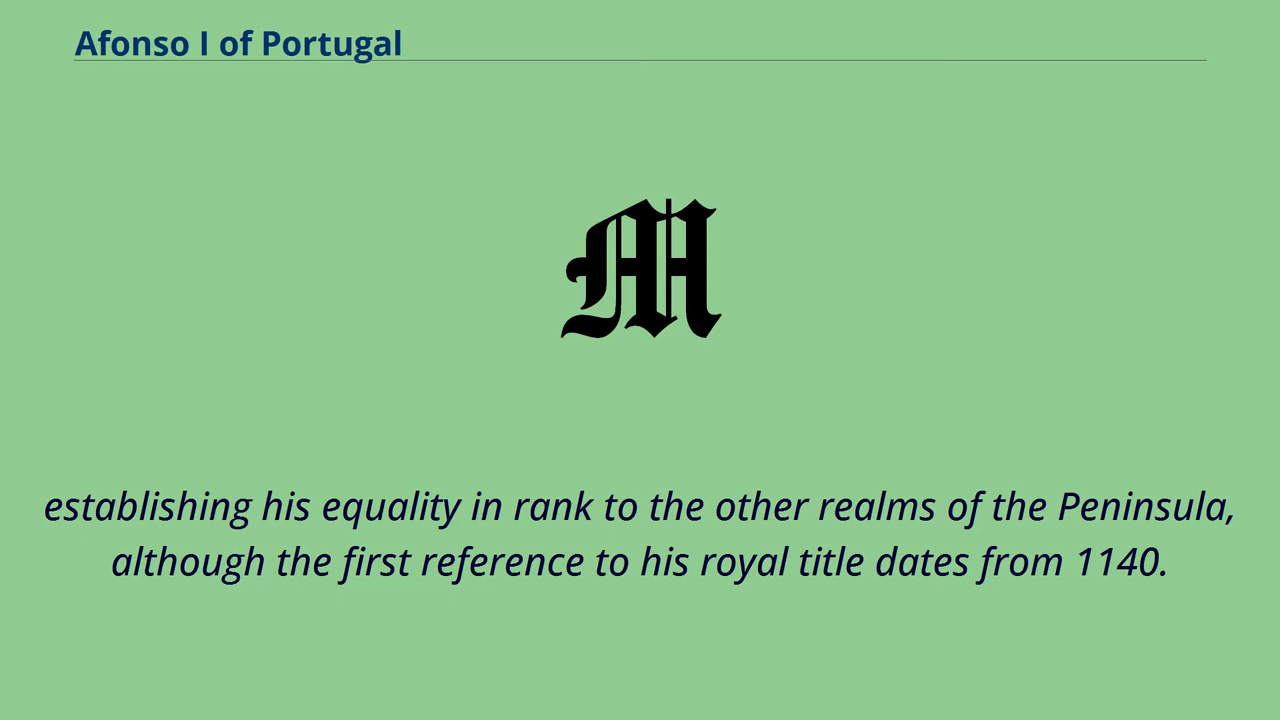 Afonso I of Portugal
M
establishing his equality in rank to the other realms of the Peninsula,
although the first reference to his royal title dates from 1140.